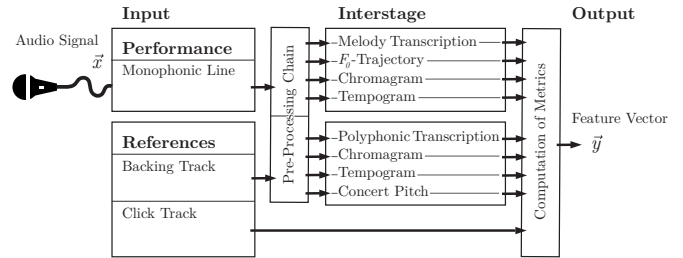 Input
Interstage
Output
Audio Signal
x⃗
Performance
Monophonic Line
References
Backing Track
Click Track
Pre-Processing Chain
Melody Transcription
F₀-Trajectory
Chromagram
Tempogram
Polyphonic Transcription
Chromagram
Tempogram
Concert Pitch
Computation of Metrics
Feature Vector
y⃗